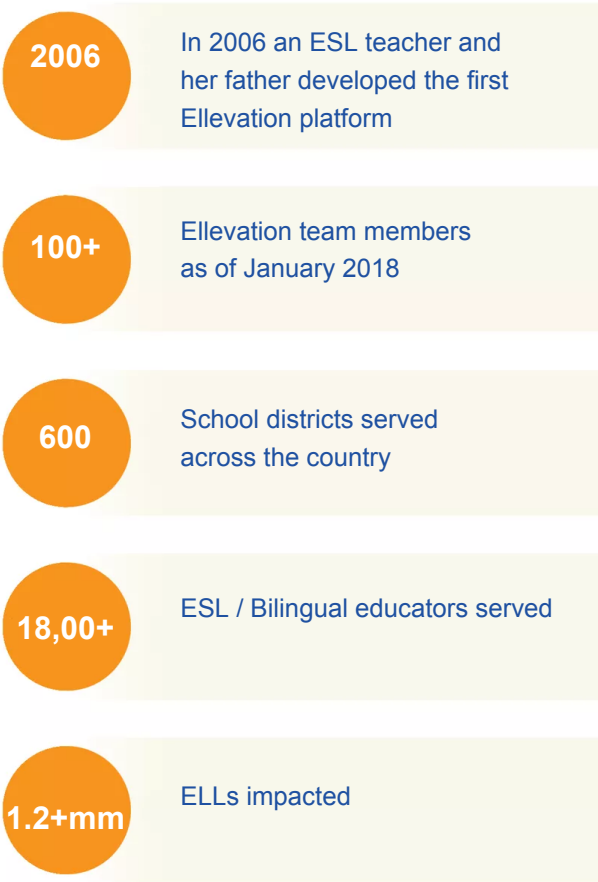 2006
In 2006 an ESL teacher and
her father developed the first
Ellevation platform
100+
Ellevation team members
as of January 2018
600
School districts served
across the country
18,00+
ESL / Bilingual educators served
1.2+mm
ELLs impacted